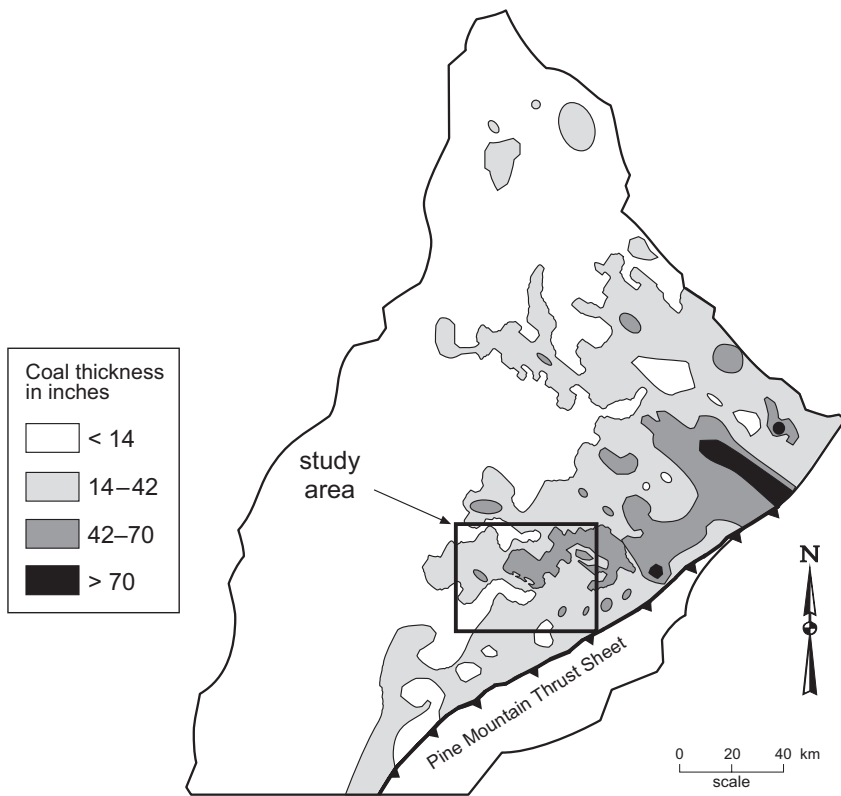 Coal thickness
in inches
< 14
14–42
42–70
> 70
study
area
N
Pine Mountain Thrust Sheet
0 20 40 km
scale